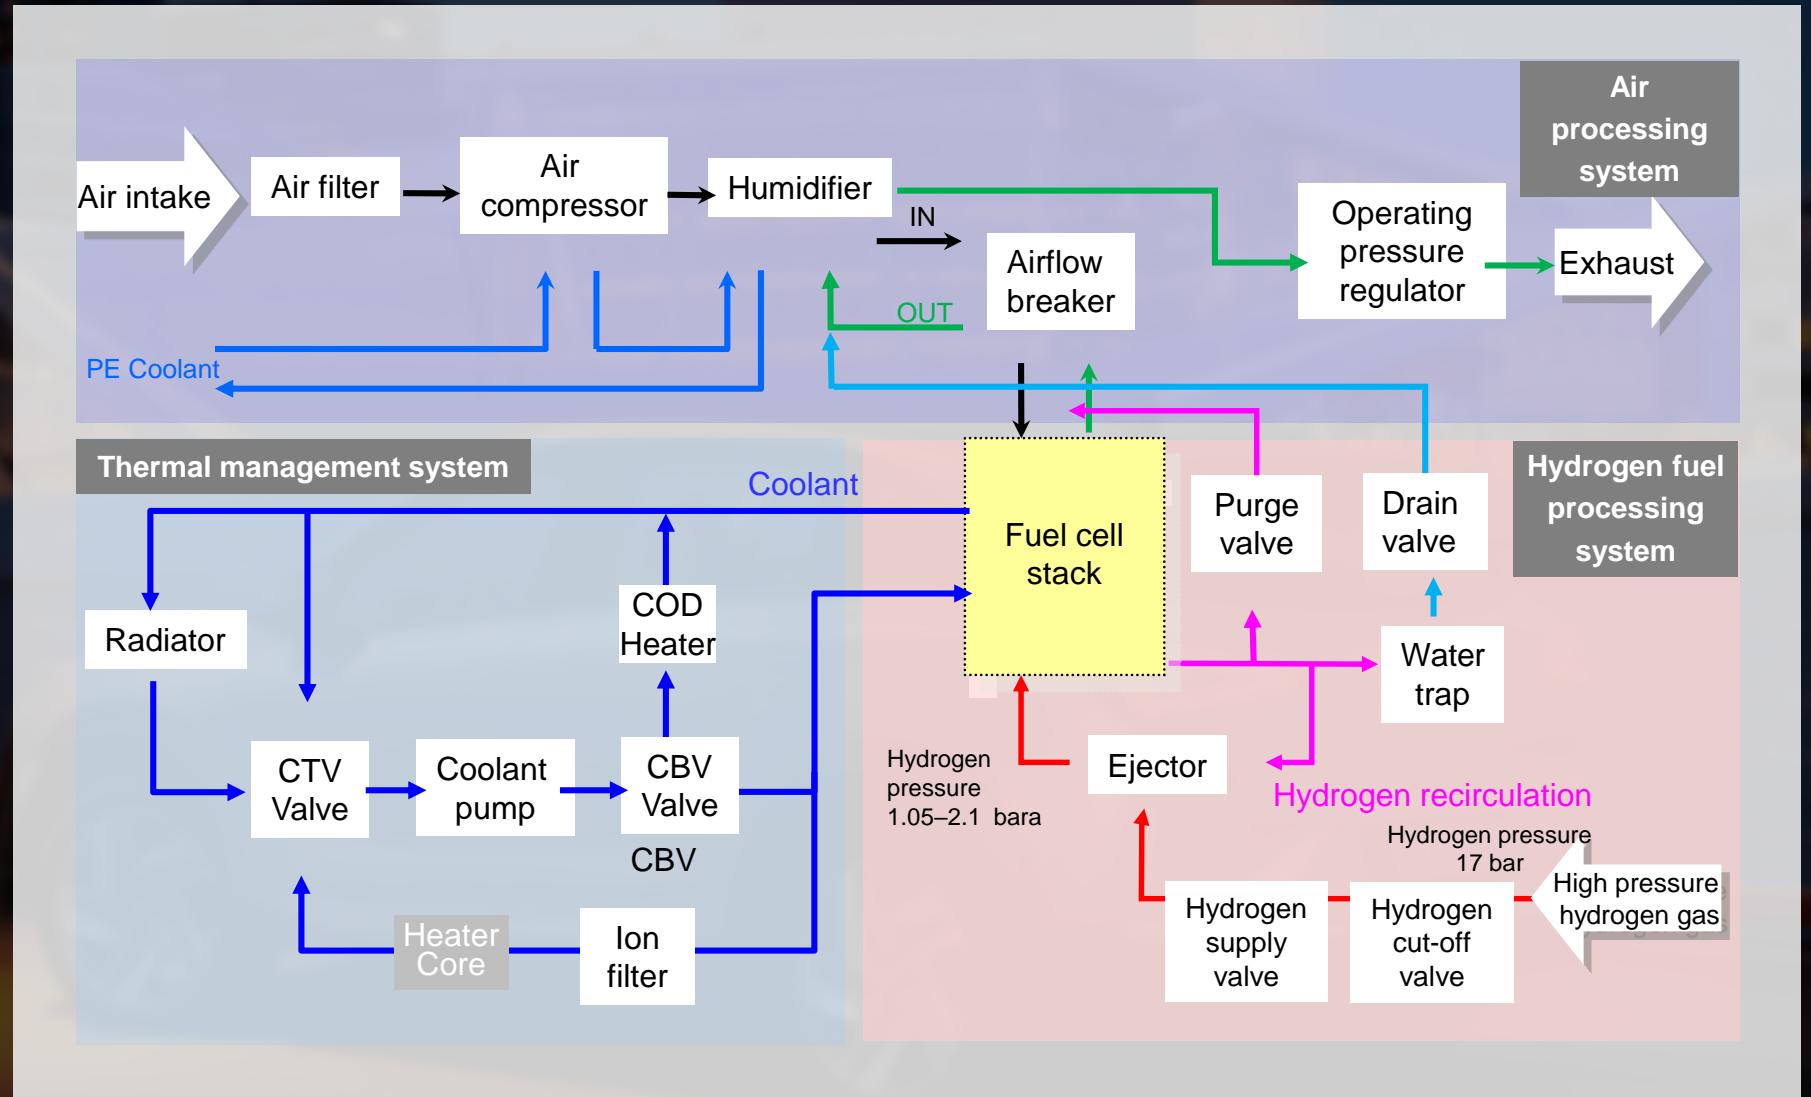 Air
processing
system
Air intake
Air filter
Air
compressor
Humidifier
IN
Airflow
breaker
OUT
Operating
pressure
regulator
Exhaust
PE Coolant
Thermal management system
Coolant
Radiator
COD
Heater
CTV
Valve
Coolant
pump
CBV
Valve
CBV
Heater
Core
Ion
filter
Fuel cell
stack
Hydrogen fuel
processing
system
Purge
valve
Drain
valve
Water
trap
Hydrogen
pressure
1.05–2.1 bara
Ejector
Hydrogen recirculation
Hydrogen pressure
17 bar
High pressure
hydrogen gas
Hydrogen
supply
valve
Hydrogen
cut-off
valve